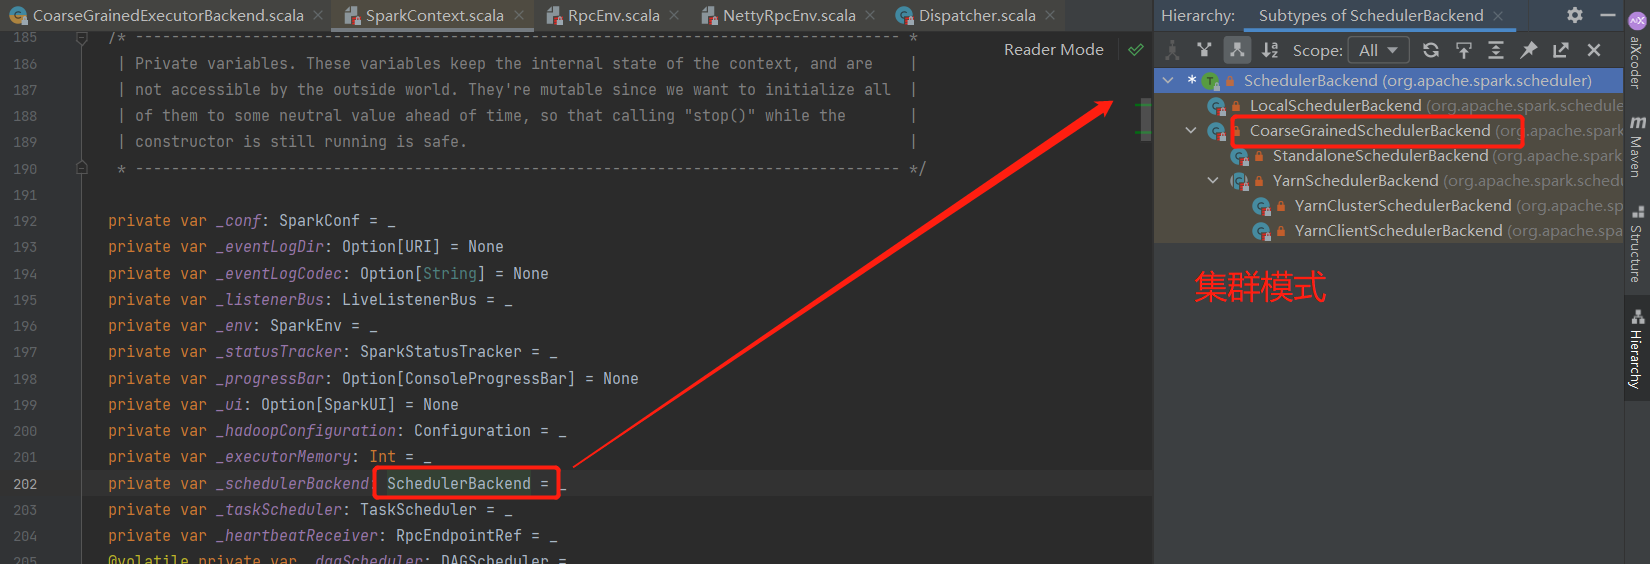 CoarseGrainedExecutorBackend.scala
SparkContext.scala
RpcEnv.scala
NettyRpcEnv.scala
Dispatcher.scala
Hierarchy:
Subtypes of SchedulerBackend
Reader Mode
Scope:
All
185 /* ------------------------------------------------------------------------------------- *
186 | Private variables. These variables keep the internal state of the context, and are |
187 | not accessible by the outside world. They're mutable since we want to initialize all |
188 | of them to some neutral value ahead of time, so that calling "stop()" while the |
189 | constructor is still running is safe. |
190 * ------------------------------------------------------------------------------------- */
191
192 private var _conf: SparkConf = _
193 private var _eventLogDir: Option[URI] = None
194 private var _eventLogCodec: Option[String] = None
195 private var _listenerBus: LiveListenerBus = _
196 private var _env: SparkEnv = _
197 private var _statusTracker: SparkStatusTracker = _
198 private var _progressBar: Option[ConsoleProgressBar] = None
199 private var _ui: Option[SparkUI] = None
200 private var _hadoopConfiguration: Configuration = _
201 private var _executorMemory: Int = _
202 private var _schedulerBackend: SchedulerBackend = _
203 private var _taskScheduler: TaskScheduler = _
204 private var _heartbeatReceiver: RpcEndpointRef = _
205 @volatile private var _dagScheduler: DAGScheduler = _
* SchedulerBackend (org.apache.spark.scheduler)
LocalSchedulerBackend (org.apache.spark.schedule
CoarseGrainedSchedulerBackend (org.apache.spark
StandaloneSchedulerBackend (org.apache.spark
YarnSchedulerBackend (org.apache.spark.sched
YarnClusterSchedulerBackend (org.apache.sp
YarnClientSchedulerBackend (org.apache.spa
集群模式
aiXcoder
Maven
Structure
Hierarchy